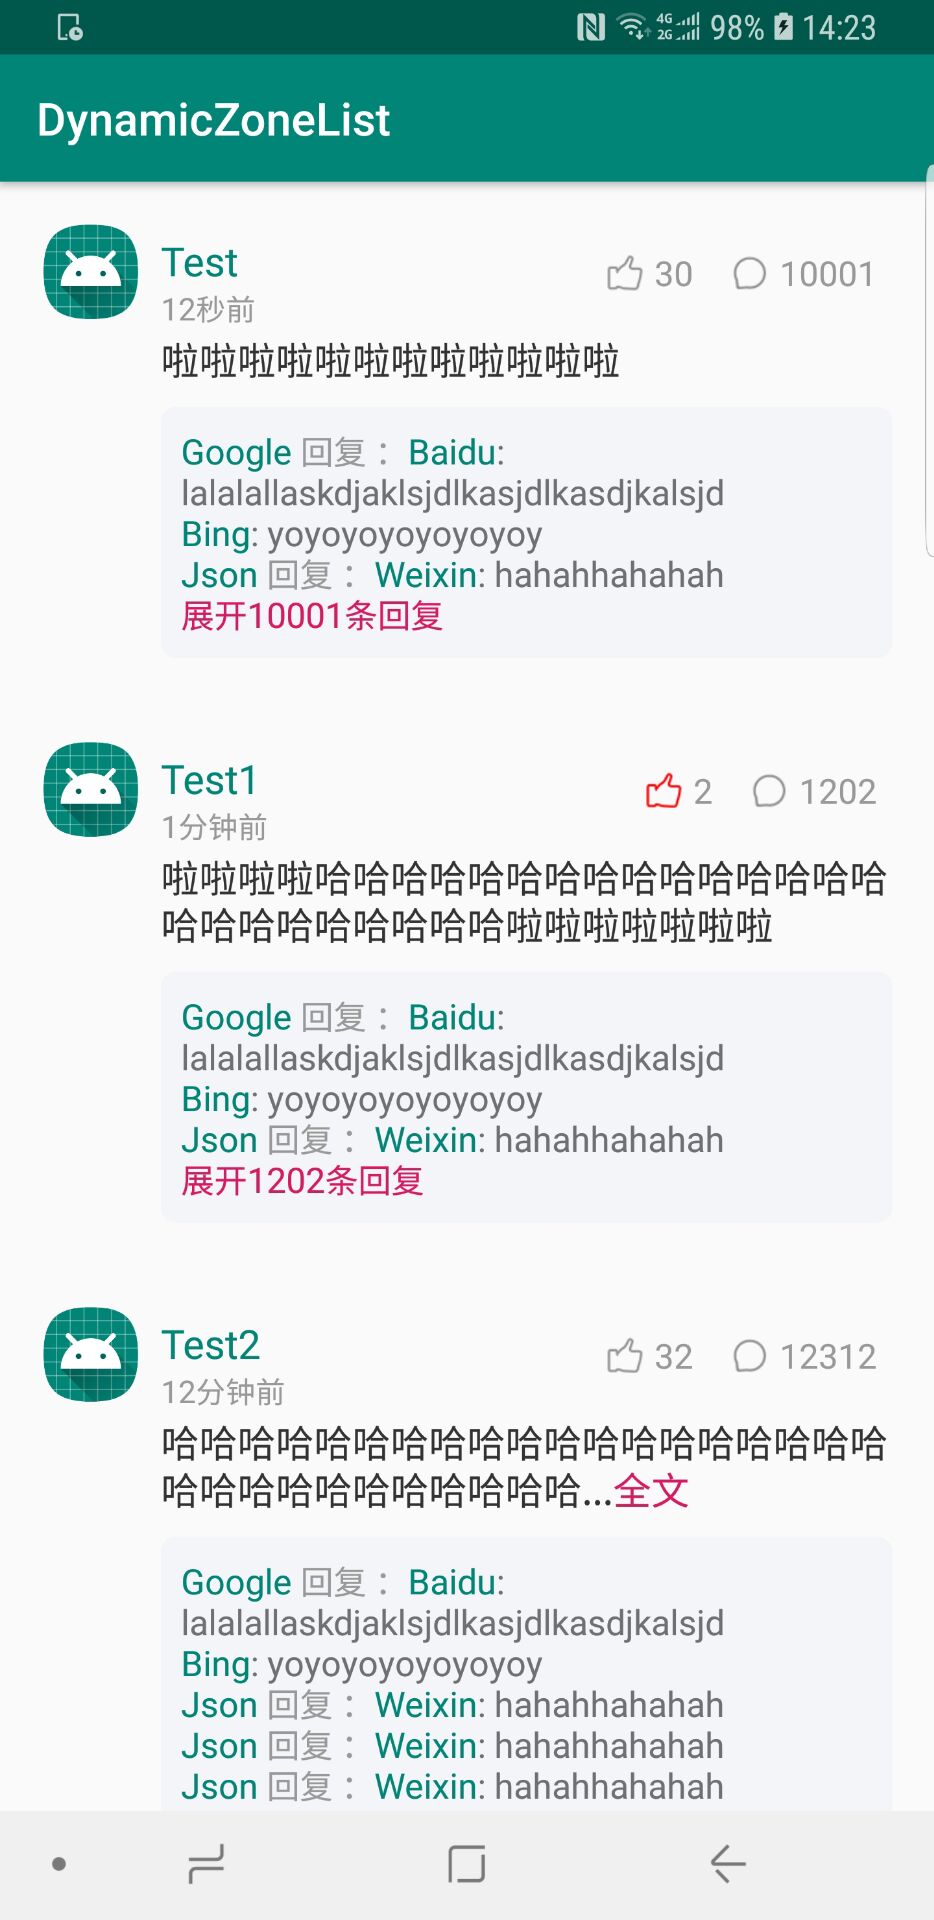 4G
2G
98%
14:23
DynamicZoneList
Test
30
10001
12秒前
啦啦啦啦啦啦啦啦啦啦啦啦
Google 回复： Baidu:
lalalallaskdjaklsjdlkasjdlkasdjkalsjd
Bing: yoyoyoyoyoyoyoy
Json 回复： Weixin: hahahhahahah
展开10001条回复
Test1
2
1202
1分钟前
啦啦啦啦哈哈哈哈哈哈哈哈哈哈哈哈哈哈哈
哈哈哈哈哈哈哈哈哈啦啦啦啦啦啦啦
Google 回复： Baidu:
lalalallaskdjaklsjdlkasjdlkasdjkalsjd
Bing: yoyoyoyoyoyoyoy
Json 回复： Weixin: hahahhahahah
展开1202条回复
Test2
32
12312
12分钟前
哈哈哈哈哈哈哈哈哈哈哈哈哈哈哈哈哈哈哈
哈哈哈哈哈哈哈哈哈哈哈...全文
Google 回复： Baidu:
lalalallaskdjaklsjdlkasjdlkasdjkalsjd
Bing: yoyoyoyoyoyoyoy
Json 回复： Weixin: hahahhahahah
Json 回复： Weixin: hahahhahahah
Json 回复： Weixin: hahahhahahah